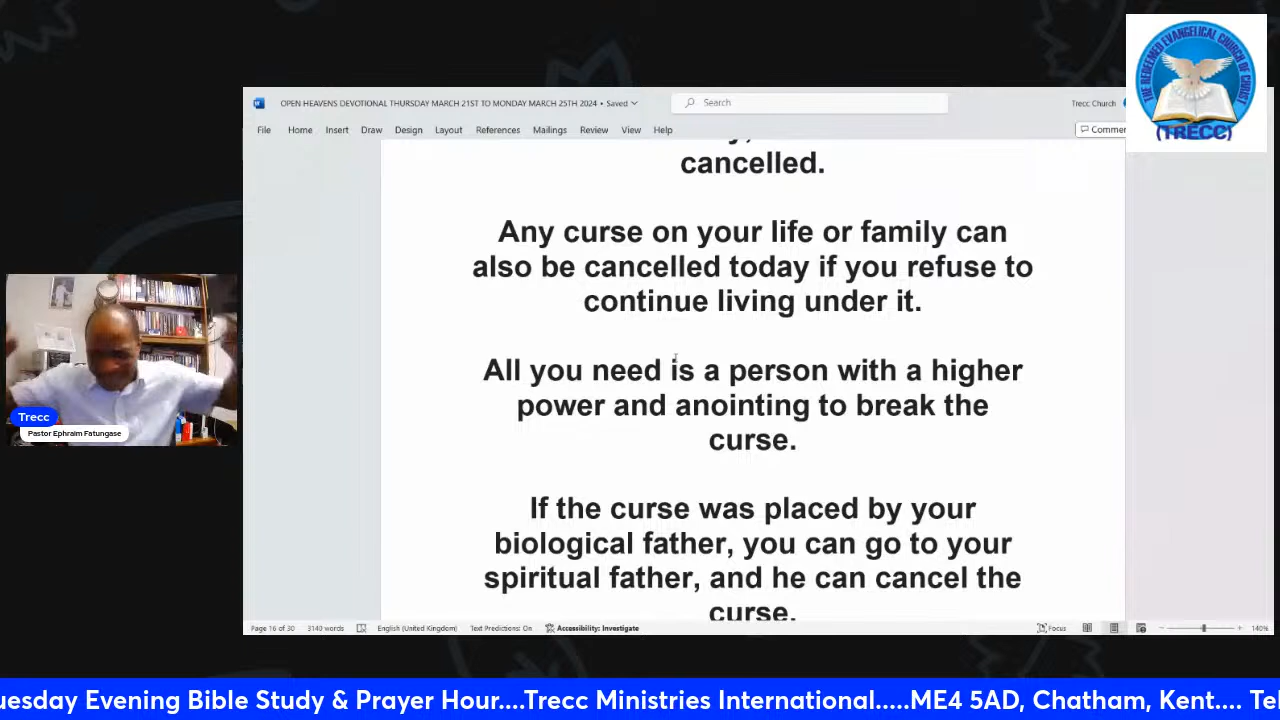 THE REDEEMED EVANGELICAL CHURCH OF CHRIST
(TRECC)
OPEN HEAVENS DEVOTIONAL THURSDAY MARCH 21ST TO MONDAY MARCH 25TH 2024 • Saved
Search
Trecc Church
File Home Insert Draw Design Layout References Mailings Review View Help
cancelled.
Any curse on your life or family can
also be cancelled today if you refuse to
continue living under it.
All you need is a person with a higher
power and anointing to break the
curse.
If the curse was placed by your
biological father, you can go to your
spiritual father, and he can cancel the
curse.
Trecc
Pastor Ephraim Fatungase
Page 16 of 30 3140 words English (United Kingdom) Text Predictions: On Accessibility: Investigate Focus 140%
uesday Evening Bible Study & Prayer Hour....Trecc Ministries International.....ME4 5AD, Chatham, Kent.... Tel